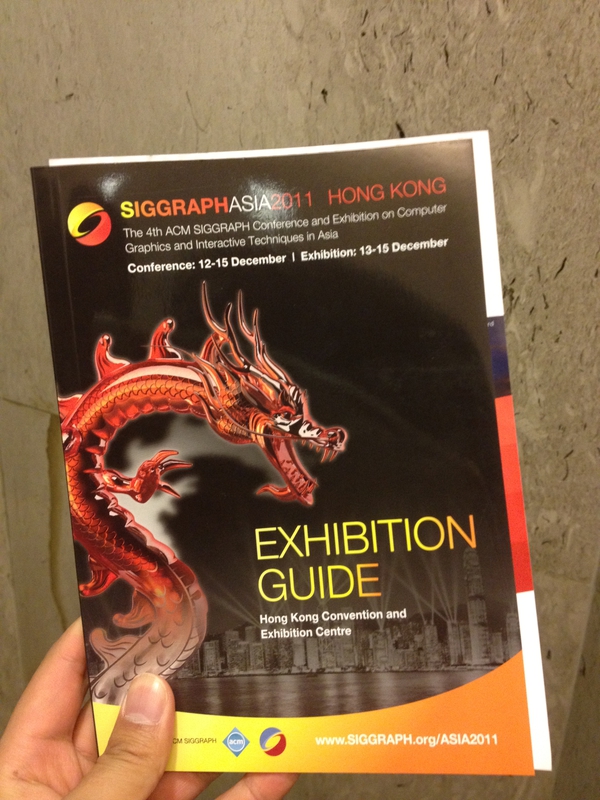 SIGGRAPHASIA2011 HONG KONG
The 4th ACM SIGGRAPH Conference and Exhibition on Computer
Graphics and Interactive Techniques in Asia
Conference: 12-15 December | Exhibition: 13-15 December
EXHIBITION
GUIDE
Hong Kong Convention and
Exhibition Centre
SIGGRAPH
acm
www.SIGGRAPH.org/ASIA2011